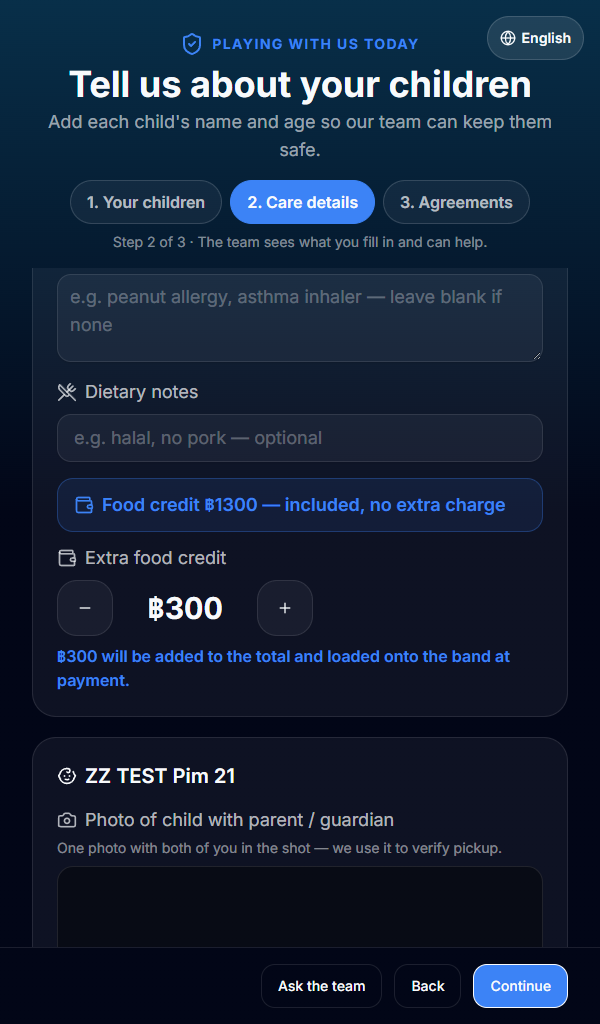 PLAYING WITH US TODAY
English
Tell us about your children
Add each child's name and age so our team can keep them
safe.
1. Your children
2. Care details
3. Agreements
Step 2 of 3 · The team sees what you fill in and can help.
e.g. peanut allergy, asthma inhaler — leave blank if
none
Dietary notes
e.g. halal, no pork — optional
Food credit ฿1300 — included, no extra charge
Extra food credit
−
฿300
+
฿300 will be added to the total and loaded onto the band at
payment.
ZZ TEST Pim 21
Photo of child with parent / guardian
One photo with both of you in the shot — we use it to verify pickup.
Ask the team
Back
Continue